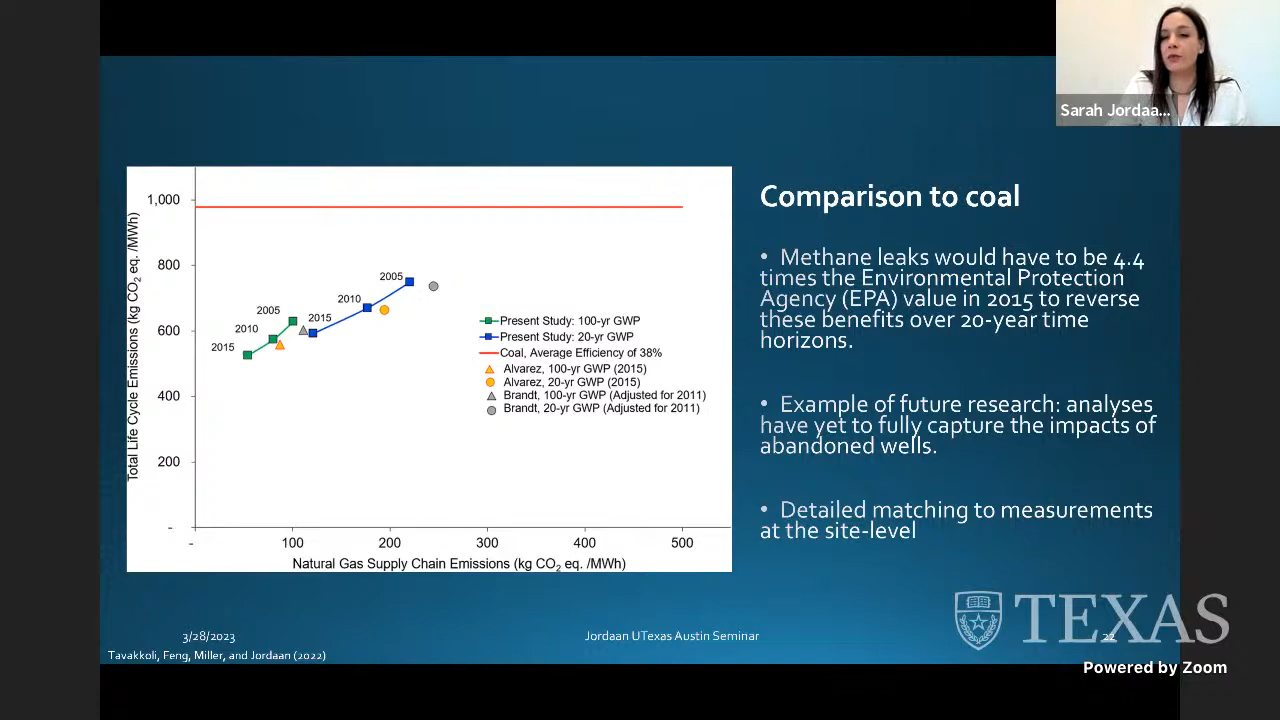 Sarah Jordaa...
1,000
800
600
400
200
-
-
100
200
300
400
500
Total Life Cycle Emissions (kg CO2 eq. /MWh)
Natural Gas Supply Chain Emissions (kg CO2 eq. /MWh)
2005
2010
2015
2005
2010
2015
Present Study: 100-yr GWP
Present Study: 20-yr GWP
Coal, Average Efficiency of 38%
Alvarez, 100-yr GWP (2015)
Alvarez, 20-yr GWP (2015)
Brandt, 100-yr GWP (Adjusted for 2011)
Brandt, 20-yr GWP (Adjusted for 2011)
Comparison to coal
• Methane leaks would have to be 4.4
times the Environmental Protection
Agency (EPA) value in 2015 to reverse
these benefits over 20-year time
horizons.
• Example of future research: analyses
have yet to fully capture the impacts of
abandoned wells.
• Detailed matching to measurements
at the site-level
3/28/2023
Jordaan UTexas Austin Seminar
22
Tavakkoli, Feng, Miller, and Jordaan (2022)
TEXAS
Powered by Zoom